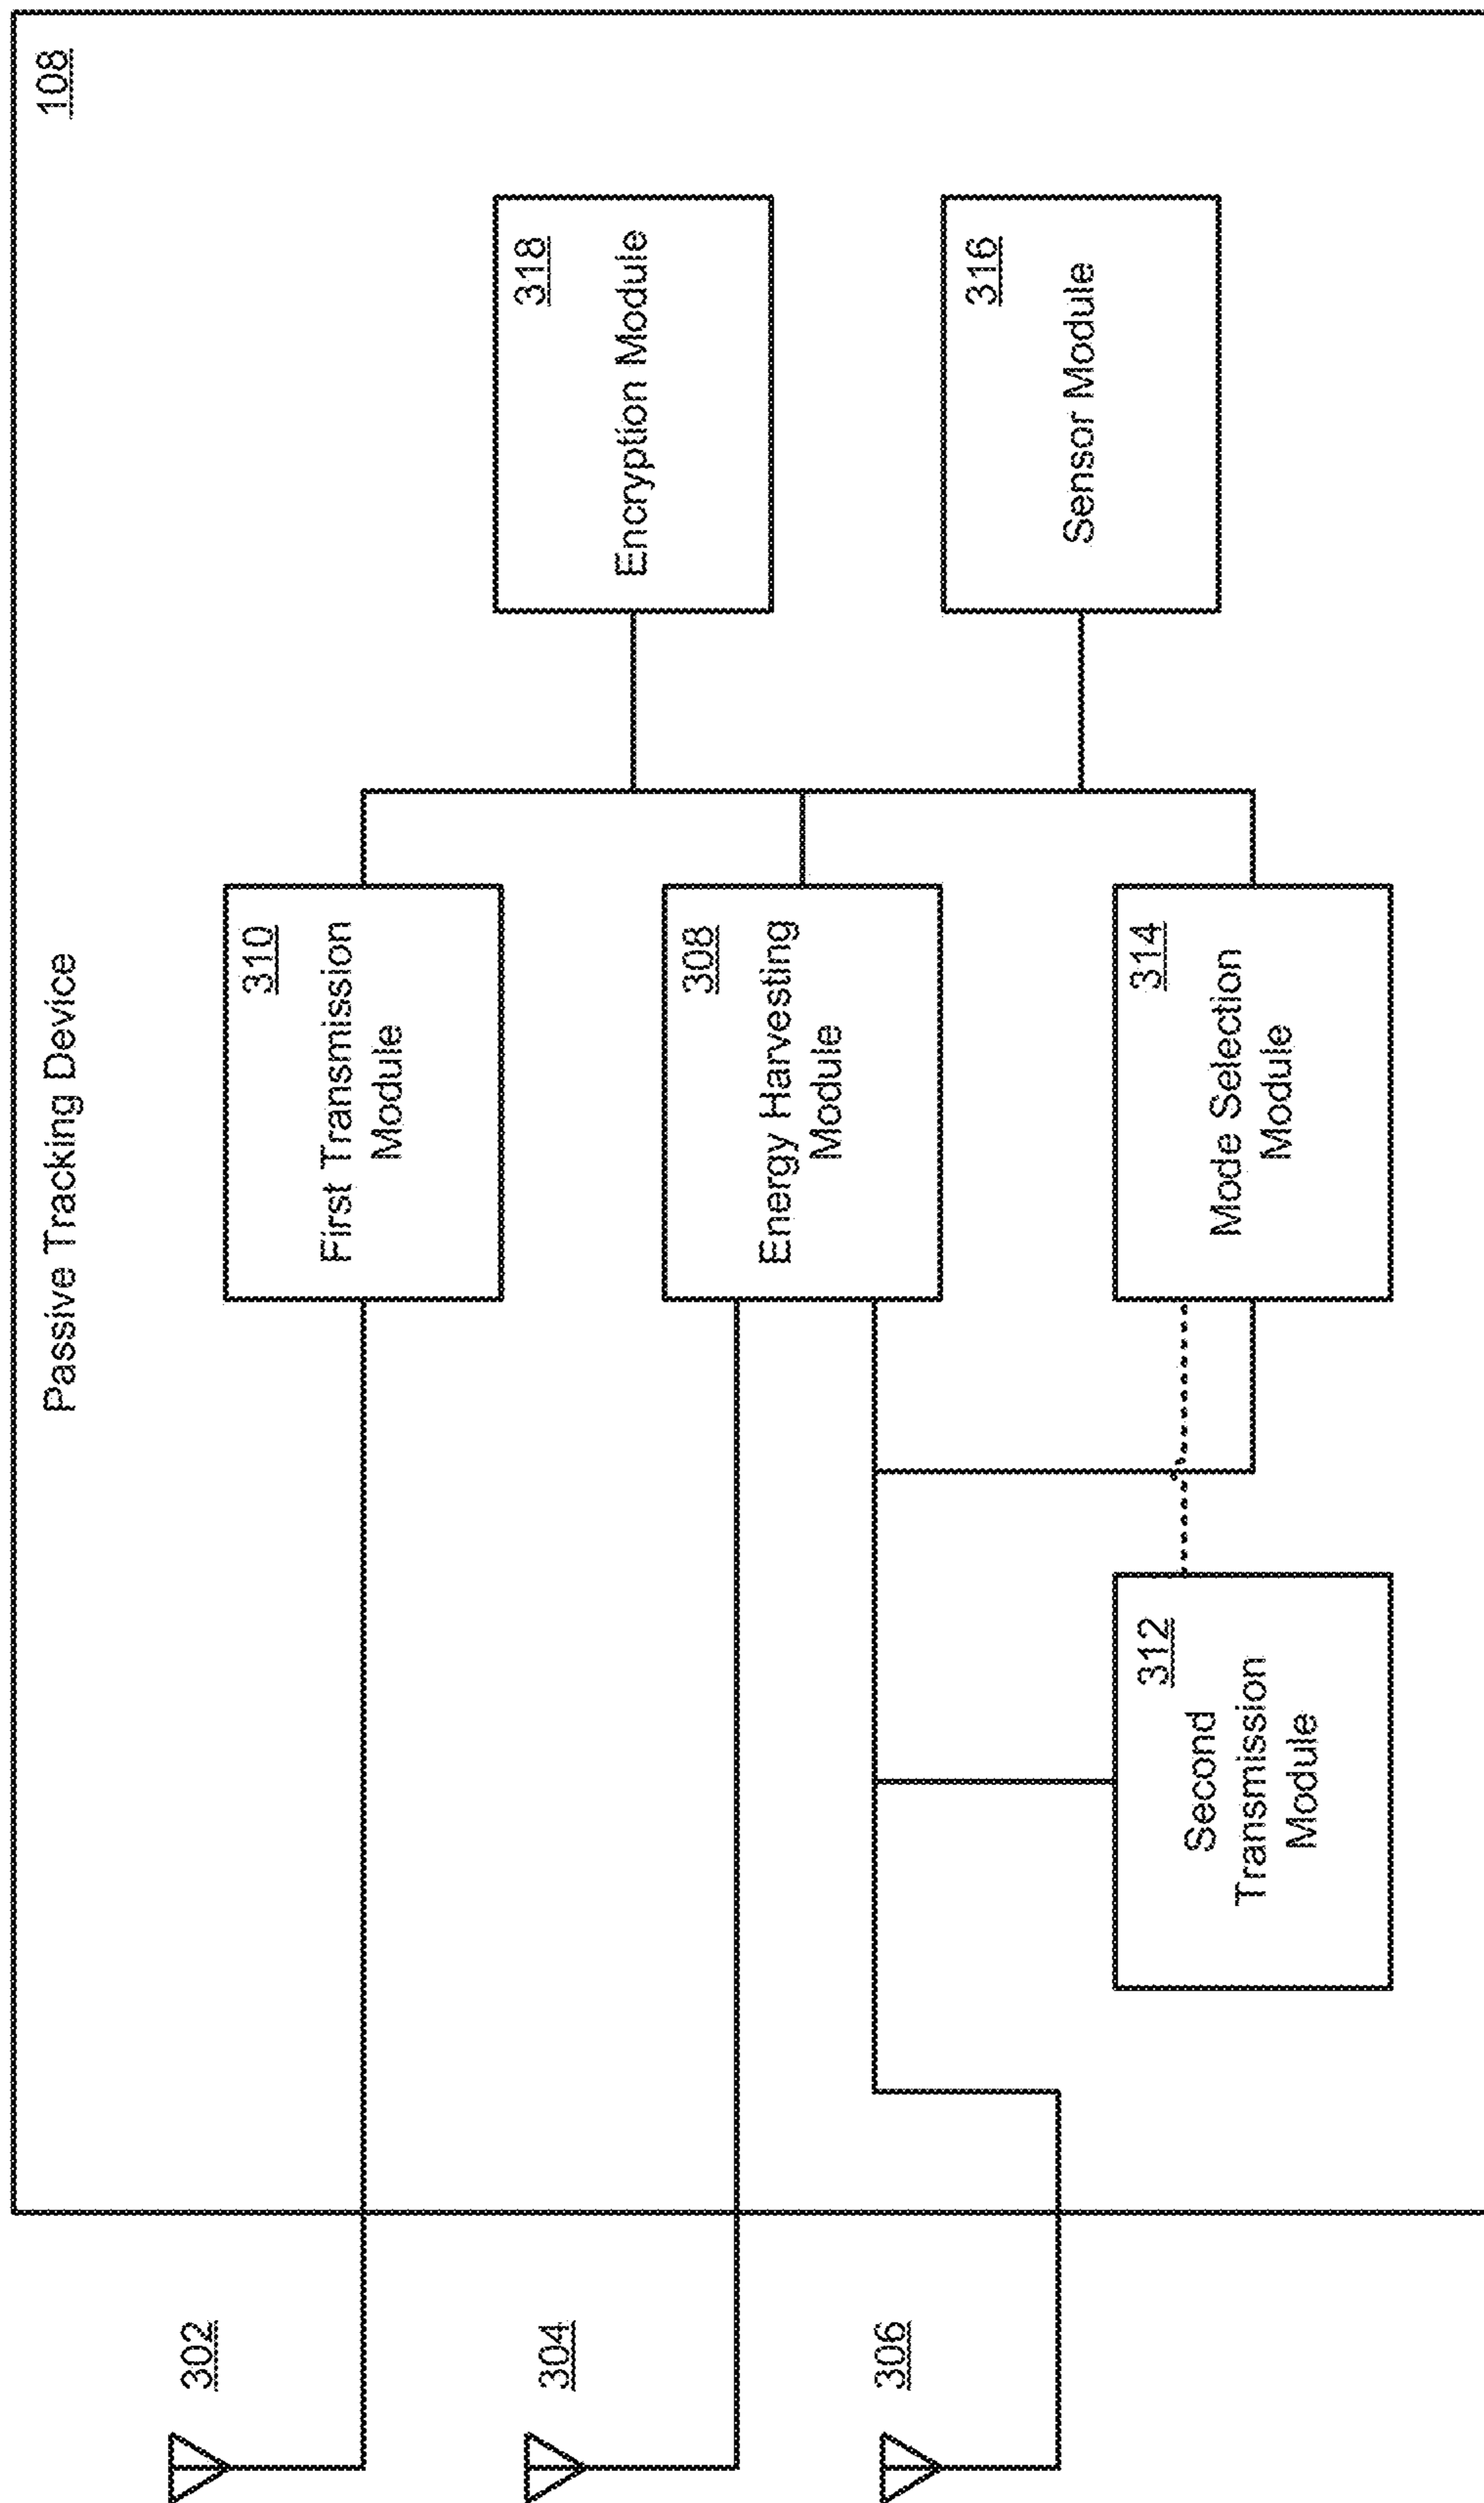 Passive Tracking Device
108
302
310
First Transmission
Module
318
Encryption Module
304
308
Energy Harvesting
Module
316
Sensor Module
306
312
Second
Transmission
Module
314
Mode Selection
Module